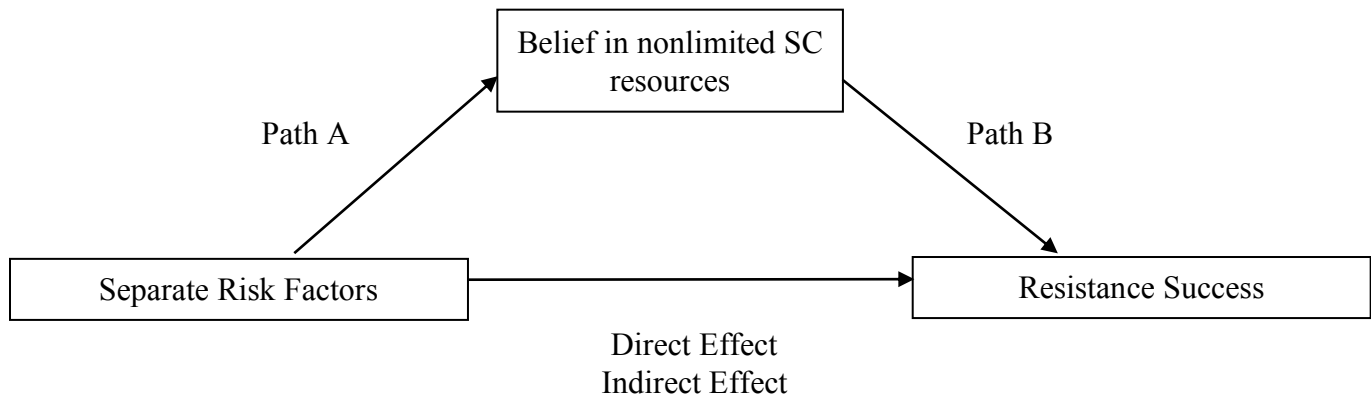 Belief in nonlimited SC
resources
Path A
Path B
Separate Risk Factors
Resistance Success
Direct Effect
Indirect Effect